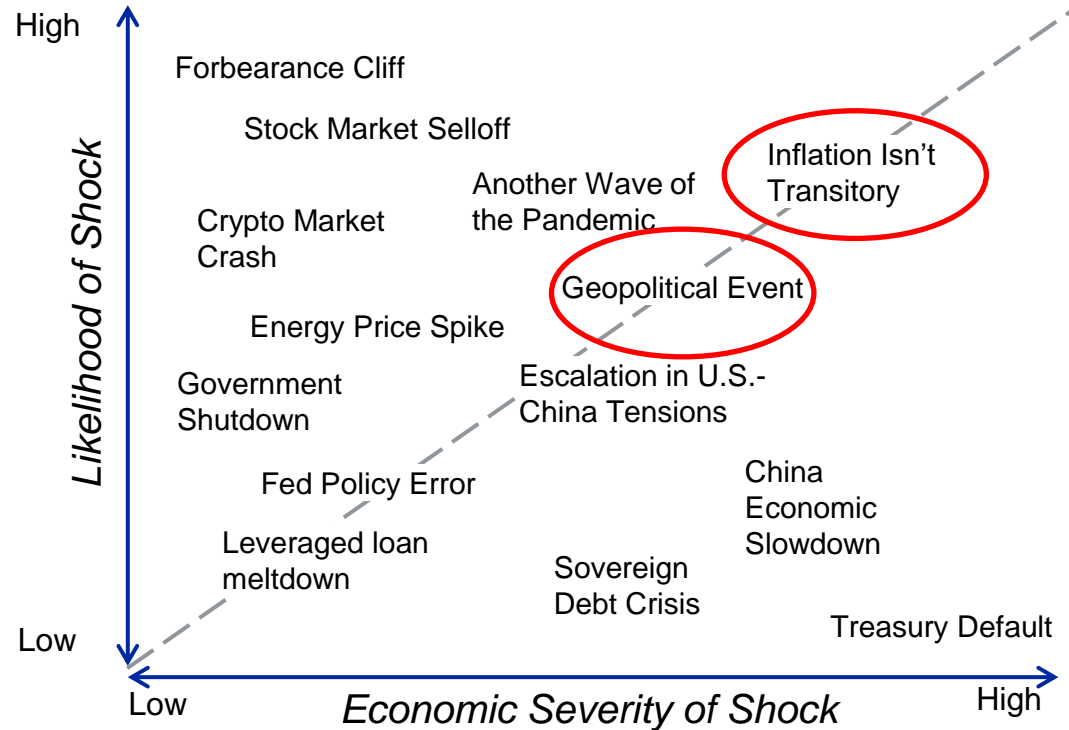 High
Forbearance Cliff
Stock Market Selloff
Inflation Isn't
Transitory
Another Wave of
the Pandemic
Crypto Market
Crash
Geopolitical Event
Energy Price Spike
Escalation in U.S.-
China Tensions
Government
Shutdown
Likelihood of Shock
Fed Policy Error
China
Economic
Slowdown
Leveraged loan
meltdown
Sovereign
Debt Crisis
Treasury Default
Low
Low
Economic Severity of Shock
High